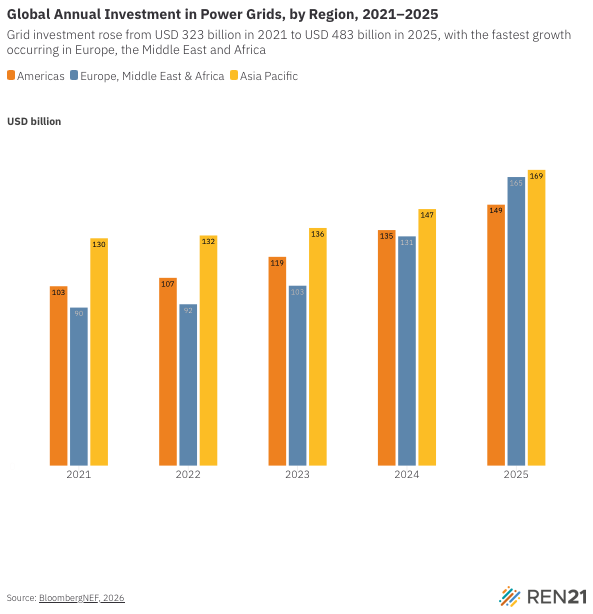 Global Annual Investment in Power Grids, by Region, 2021–2025
Grid investment rose from USD 323 billion in 2021 to USD 483 billion in 2025, with the fastest growth
occurring in Europe, the Middle East and Africa
Americas Europe, Middle East & Africa Asia Pacific
USD billion
103 90 130
107 92 132
119 103 136
135 131 147
149 165 169
2021 2022 2023 2024 2025
Source: BloombergNEF, 2026
REN21